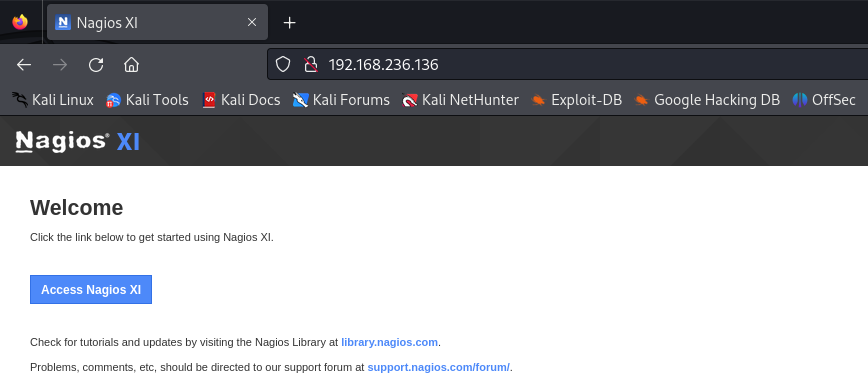 Nagios XI
192.168.236.136
Kali Linux Kali Tools Kali Docs Kali Forums Kali NetHunter Exploit-DB Google Hacking DB OffSec
Nagios® XI
Welcome
Click the link below to get started using Nagios XI.
Access Nagios XI
Check for tutorials and updates by visiting the Nagios Library at library.nagios.com.
Problems, comments, etc, should be directed to our support forum at support.nagios.com/forum/.